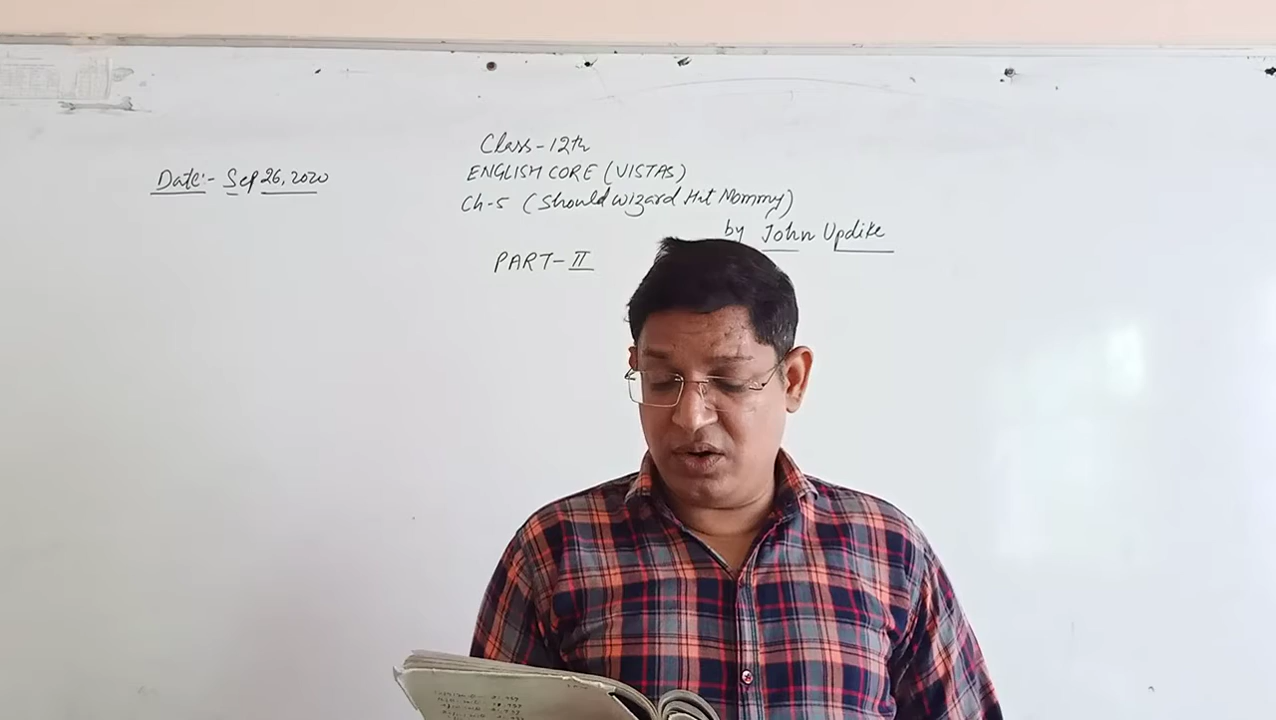 Class-12th
Date:- Sep 26, 2020
ENGLISH CORE (VISTAS)
Ch-5 (Should Wizard Hit Mommy)
by John Updike
PART-II